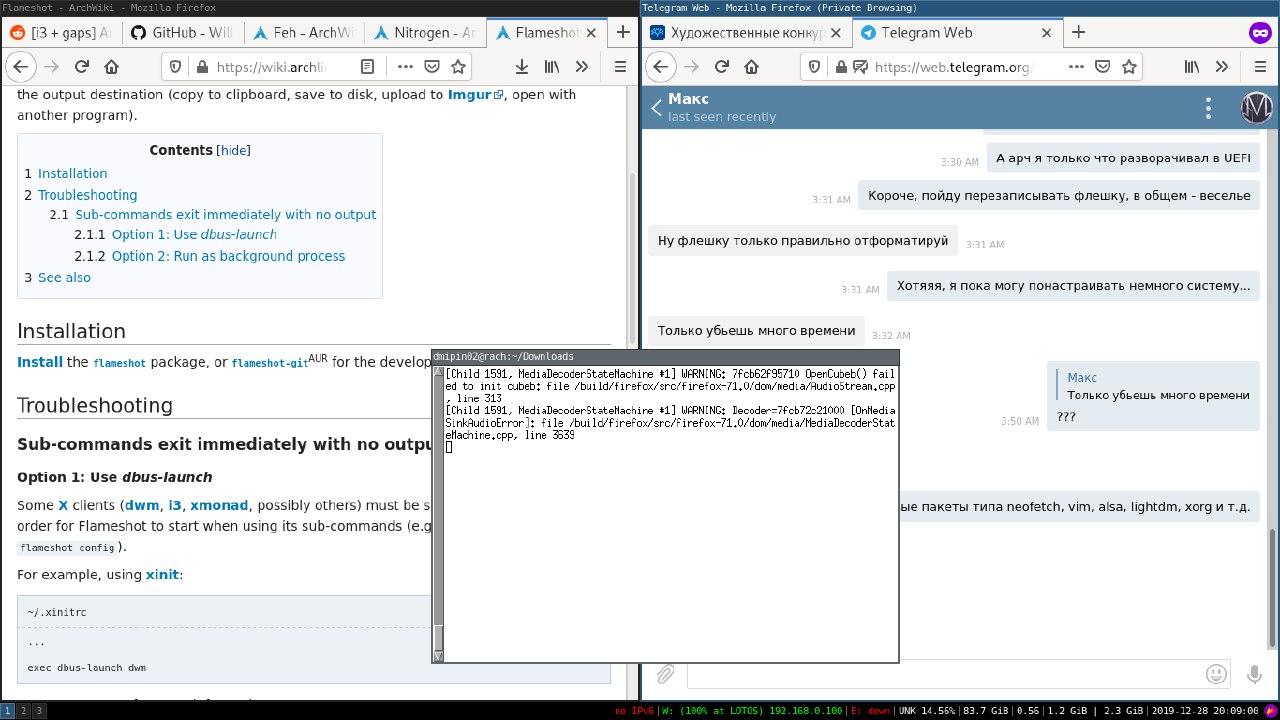 Flameshot - ArchWiki - Mozilla Firefox
[i3 + gaps] A
GitHub - Will
Feh - ArchW
Nitrogen - Ar
Flameshot
https://wiki.archli
the output destination (copy to clipboard, save to disk, upload to Imgur, open with
another program).
Contents [hide]
1 Installation
2 Troubleshooting
2.1 Sub-commands exit immediately with no output
2.1.1 Option 1: Use dbus-launch
2.1.2 Option 2: Run as background process
3 See also
Installation
Install the flameshot package, or flameshot-git AUR for the develop
Troubleshooting
Sub-commands exit immediately with no outpu
Option 1: Use dbus-launch
Some X clients (dwm, i3, xmonad, possibly others) must be s
order for Flameshot to start when using its sub-commands (e.g
flameshot config).
For example, using xinit:
~/.xinitrc
...
exec dbus-launch dwm
dmipin02@rach:~/Downloads
[Child 1591, MediaDecoderStateMachine #1] WARNING: 7fcb62f95710 OpenCubeb() fail
ed to init cubeb: file /build/firefox/src/firefox-71.0/dom/media/AudioStream.cpp
, line 313
[Child 1591, MediaDecoderStateMachine #1] WARNING: Decoder=7fcb72c21000 [OnMedia
SinkAudioError]: file /build/firefox/src/firefox-71.0/dom/media/MediaDecoderStat
eMachine.cpp, line 3639
Telegram Web - Mozilla Firefox (Private Browsing)
Художественные конкур
Telegram Web
https://web.telegram.org
Макс
last seen recently
3:30 AM А арч я только что разворачивал в UEFI
3:31 AM Короче, пойду перезаписывать флешку, в общем - веселье
Ну флешку только правильно отформатируй 3:31 AM
3:31 AM Хотяяя, я пока могу понастраивать немного систему...
Только убьешь много времени 3:32 AM
Макс
Только убьешь много времени
3:50 AM ???
ые пакеты типа neofetch, vim, alsa, lightdm, xorg и т.д.
1 2 3
no IPv6|W: (100% at LOTOS) 192.168.0.100|E: down|UNK 14.56%|83.7 GiB|0.56|1.2 GiB | 2.3 GiB|2019-12-28 20:09:00